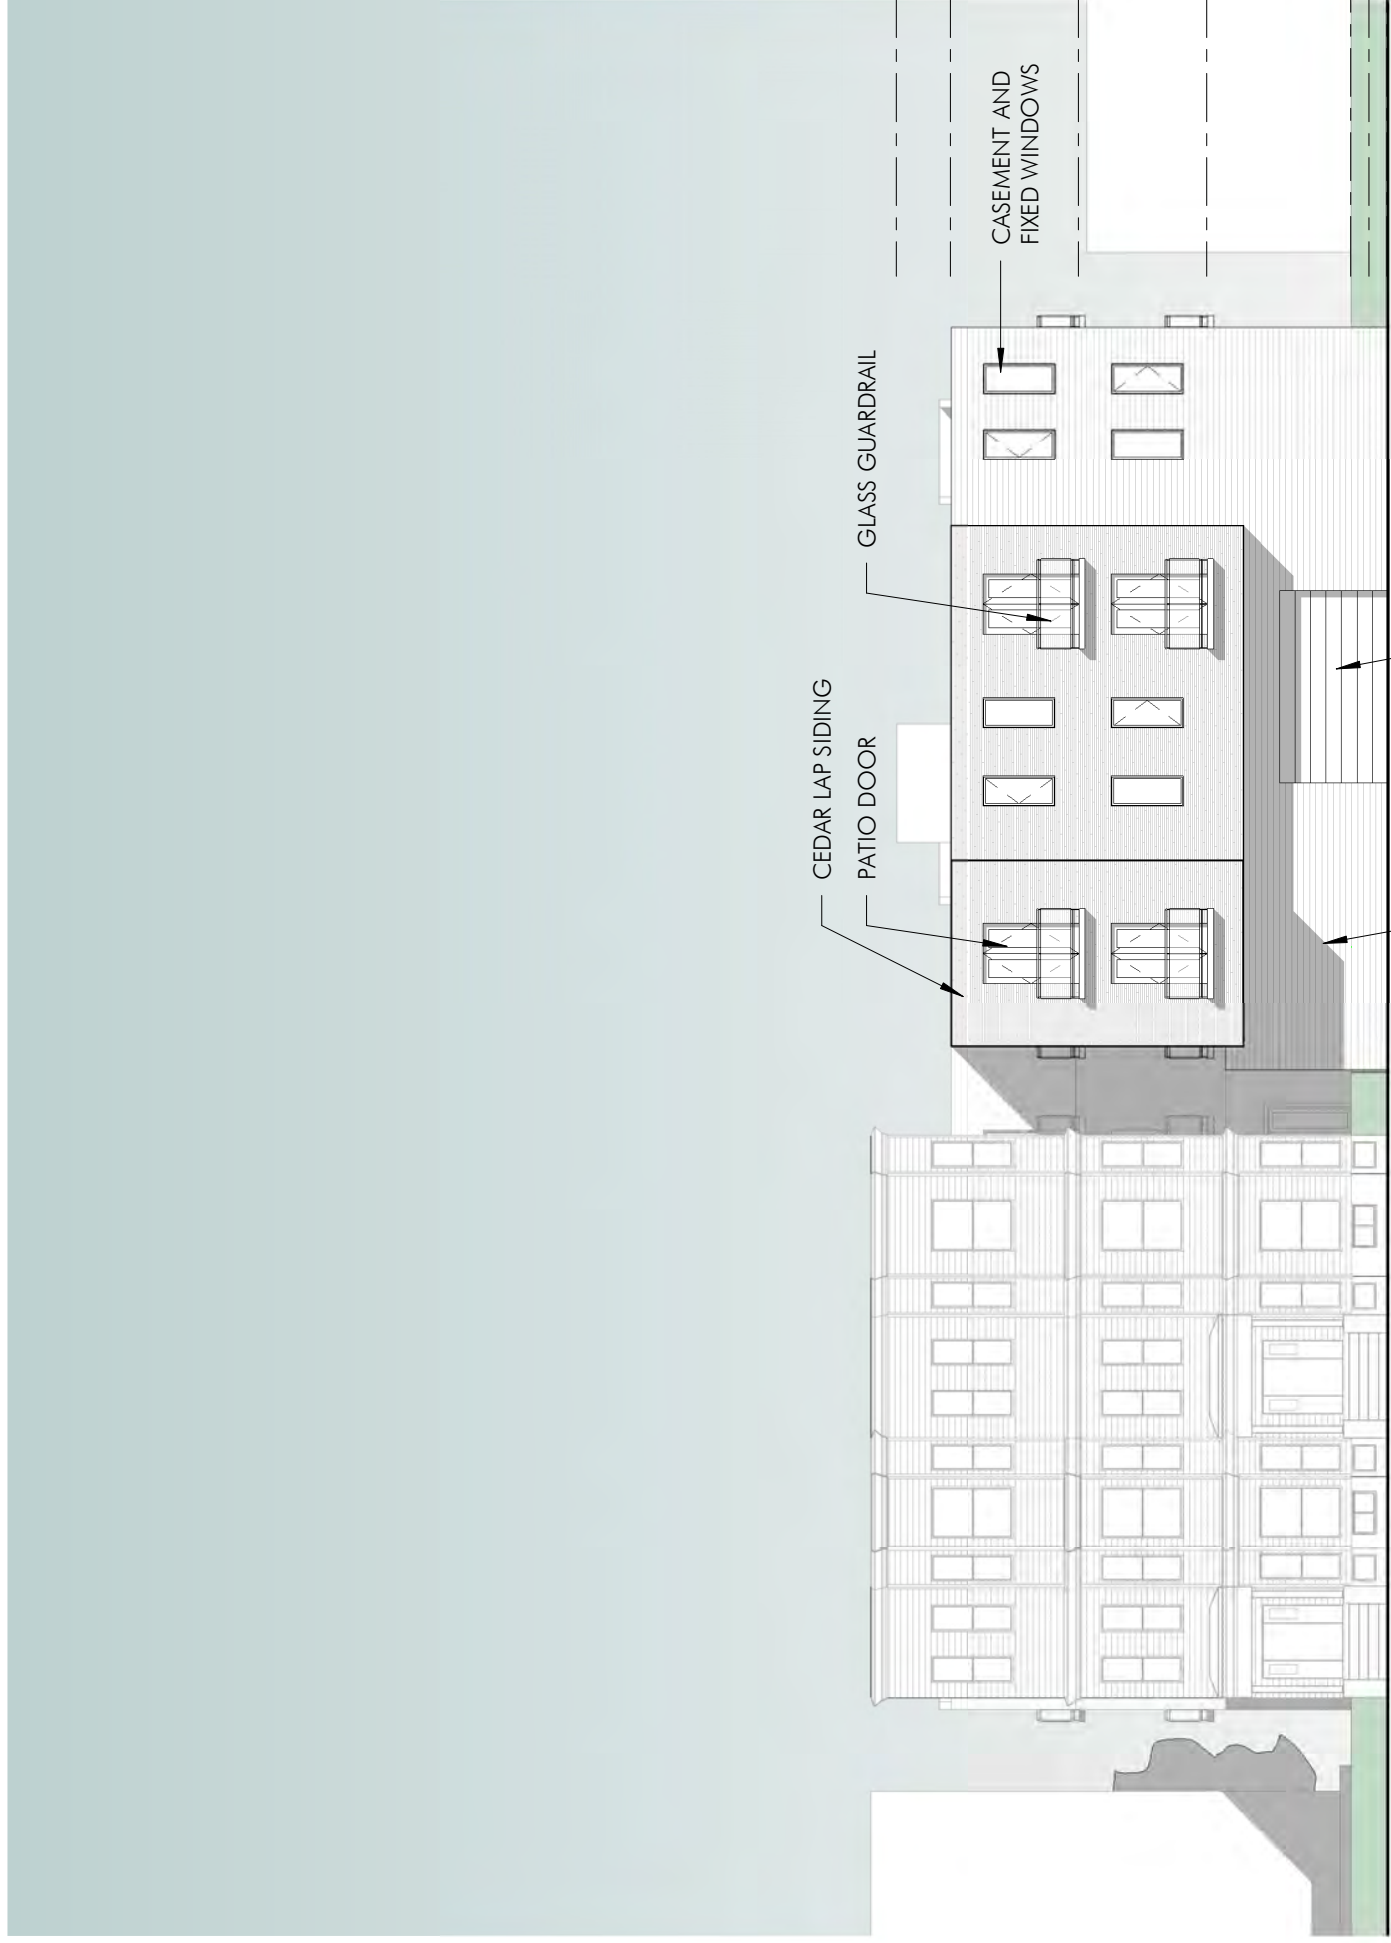 CEDAR LAP SIDING
PATIO DOOR
GLASS GUARDRAIL
CASEMENT AND
FIXED WINDOWS